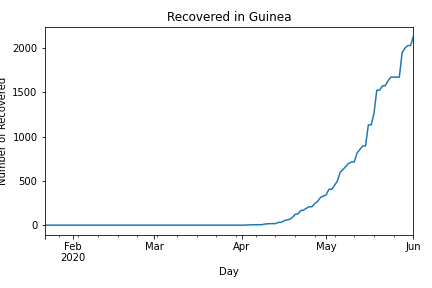 Recovered in Guinea
Number of Recovered
2000
1500
1000
500
0
Feb
2020
Mar
Apr
May
Jun
Day